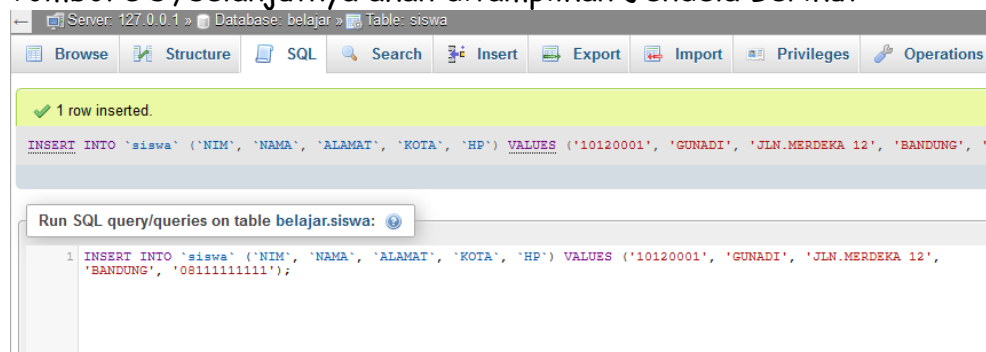 ← Server: 127.0.0.1 » Database: belajar » Table: siswa
Browse Structure SQL Search Insert Export Import Privileges Operations
1 row inserted.
INSERT INTO `siswa` (`NIM`, `NAMA`, `ALAMAT`, `KOTA`, `HP`) VALUES ('10120001', 'GUNADI', 'JLN.MERDEKA 12', 'BANDUNG', '
Run SQL query/queries on table belajar.siswa:
1 INSERT INTO `siswa` (`NIM`, `NAMA`, `ALAMAT`, `KOTA`, `HP`) VALUES ('10120001', 'GUNADI', 'JLN.MERDEKA 12',
'BANDUNG', '08111111111');